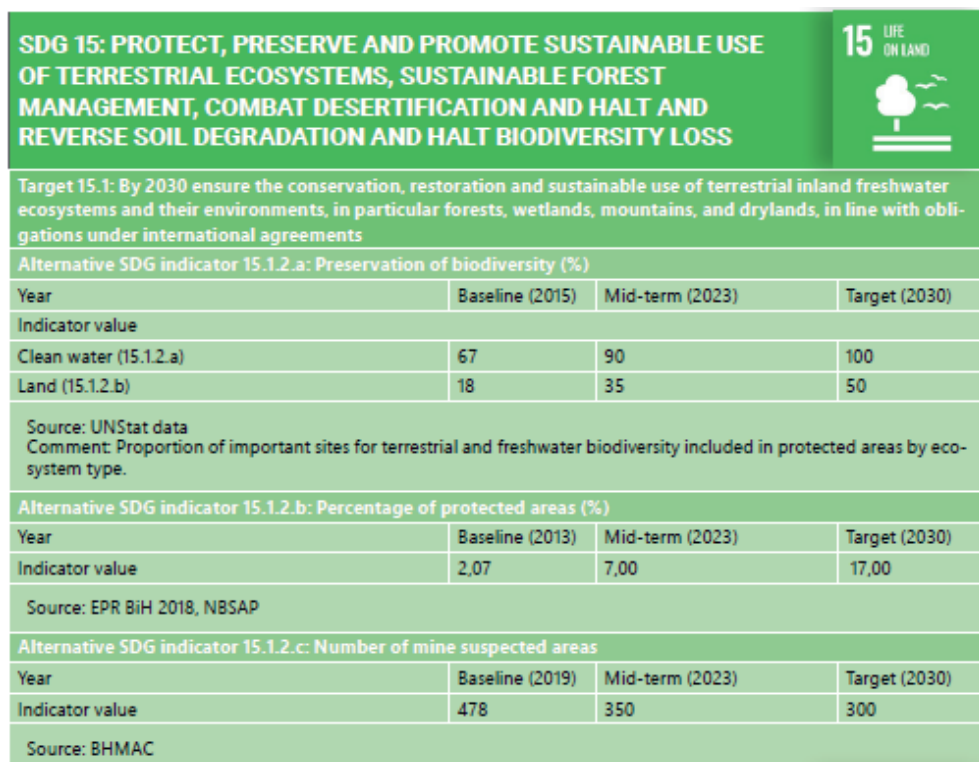 SDG 15: PROTECT, PRESERVE AND PROMOTE SUSTAINABLE USE
OF TERRESTRIAL ECOSYSTEMS, SUSTAINABLE FOREST
MANAGEMENT, COMBAT DESERTIFICATION AND HALT AND
REVERSE SOIL DEGRADATION AND HALT BIODIVERSITY LOSS
15 LIFE
ON LAND
Target 15.1: By 2030 ensure the conservation, restoration and sustainable use of terrestrial inland freshwater
ecosystems and their environments, in particular forests, wetlands, mountains, and drylands, in line with obli-
gations under international agreements
Alternative SDG indicator 15.1.2.a: Preservation of biodiversity (%)
Year Baseline (2015) Mid-term (2023) Target (2030)
Indicator value
Clean water (15.1.2.a) 67 90 100
Land (15.1.2.b) 18 35 50
Source: UNStat data
Comment: Proportion of important sites for terrestrial and freshwater biodiversity included in protected areas by eco-
system type.
Alternative SDG indicator 15.1.2.b: Percentage of protected areas (%)
Year Baseline (2013) Mid-term (2023) Target (2030)
Indicator value 2,07 7,00 17,00
Source: EPR BiH 2018, NBSAP
Alternative SDG indicator 15.1.2.c: Number of mine suspected areas
Year Baseline (2019) Mid-term (2023) Target (2030)
Indicator value 478 350 300
Source: BHMAC